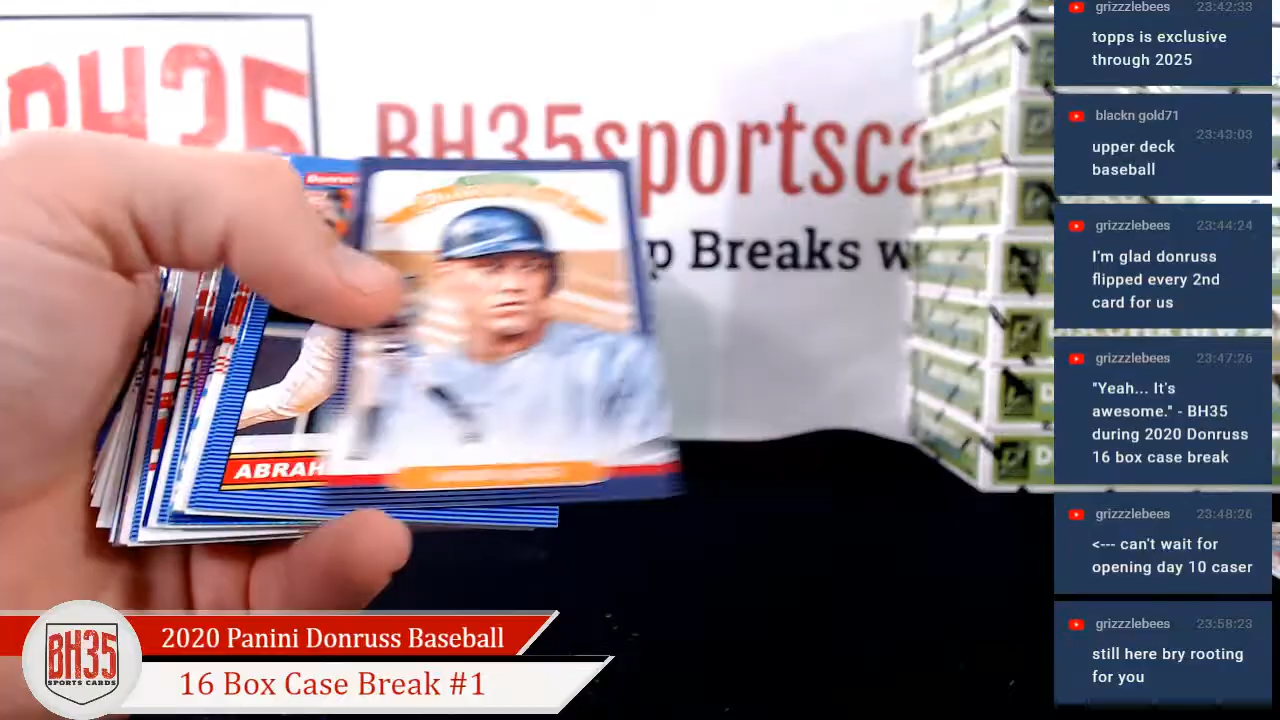 BH35
BH35sportsca
p Breaks w
Donruss
ABRAH
2020 Panini Donruss Baseball
16 Box Case Break #1
BH35
SPORTS CARDS
grizzzlebees 23:42:33
topps is exclusive
through 2025
blackn gold71
23:43:03
upper deck
baseball
grizzzlebees 23:44:24
I'm glad donruss
flipped every 2nd
card for us
grizzzlebees 23:47:26
"Yeah... It's
awesome." - BH35
during 2020 Donruss
16 box case break
grizzzlebees 23:48:26
<--- can't wait for
opening day 10 caser
grizzzlebees 23:58:23
still here bry rooting
for you